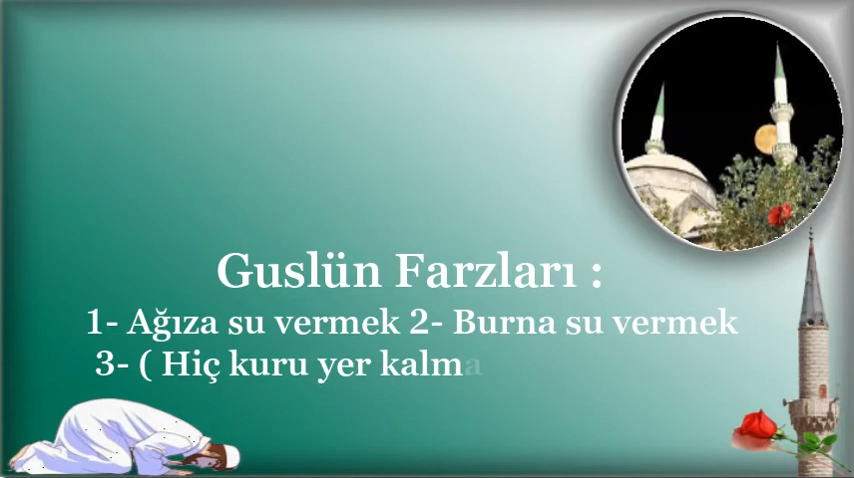 Guslün Farzları :
1- Ağıza su vermek 2- Burna su vermek
3- ( Hiç kuru yer kalma